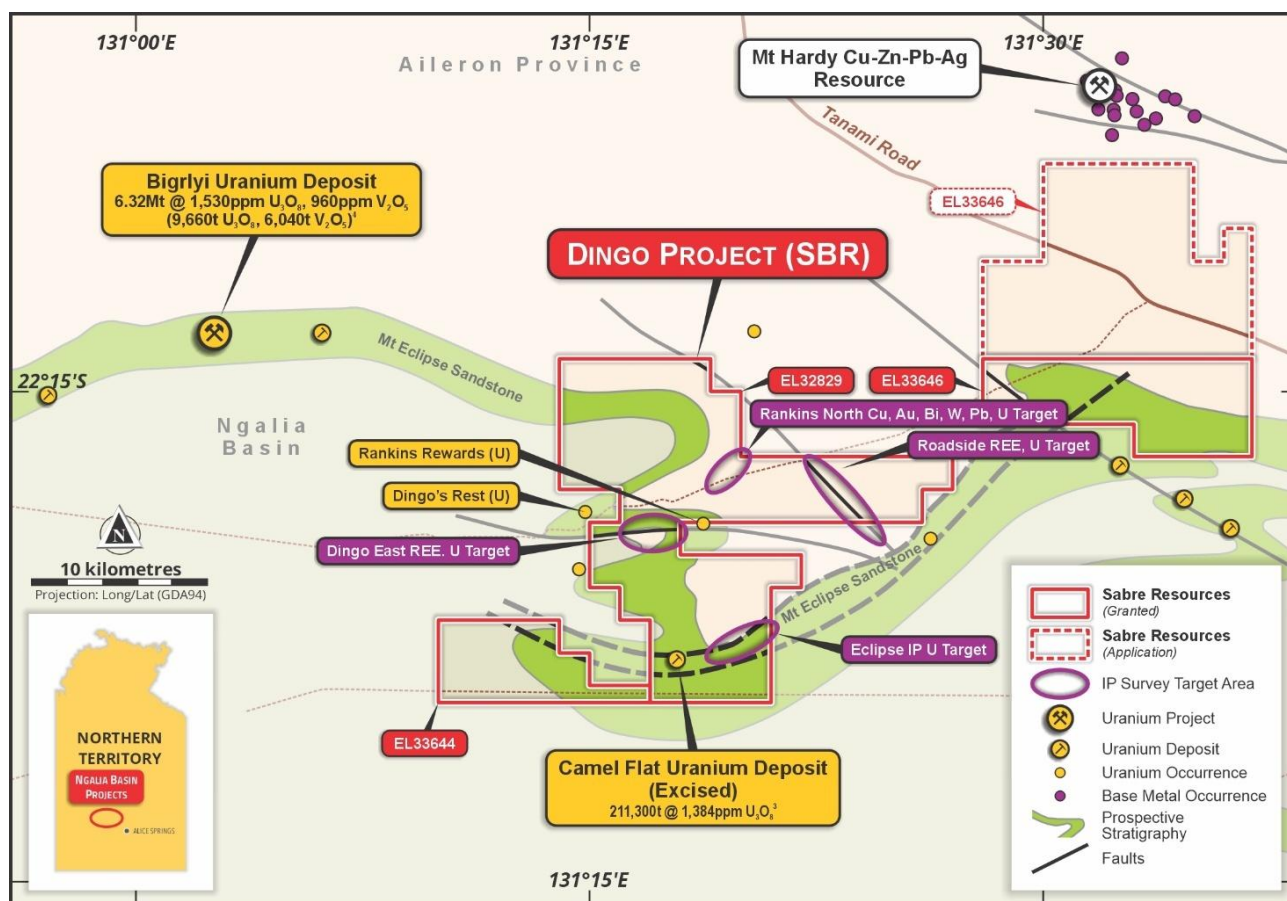 131°00'E
131°15'E
131°30'E
Aileron Province
Mt Hardy Cu-Zn-Pb-Ag
Resource
Tanami Road
Bigrlyi Uranium Deposit
6.32Mt @ 1,530ppm U₃O₈, 960ppm V₂O₅
(9,660t U₃O₈, 6,040t V₂O₅)⁴
EL33646
DINGO PROJECT (SBR)
Mt Eclipse Sandstone
22°15'S
EL32829
EL33646
Rankins North Cu, Au, Bi, W, Pb, U Target
Ngalia
Basin
Roadside REE, U Target
Rankins Rewards (U)
Dingo's Rest (U)
Dingo East REE. U Target
N
10 kilometres
Projection: Long/Lat (GDA94)
Mt Eclipse Sandstone
Eclipse IP U Target
EL33644
Camel Flat Uranium Deposit
(Excised)
211,300t @ 1,384ppm U₃O₈³
NORTHERN
TERRITORY
NGALIA BASIN
PROJECTS
ALICE SPRINGS
Sabre Resources
(Granted)
Sabre Resources
(Application)
IP Survey Target Area
Uranium Project
Uranium Deposit
Uranium Occurrence
Base Metal Occurrence
Prospective
Stratigraphy
Faults
131°15'E